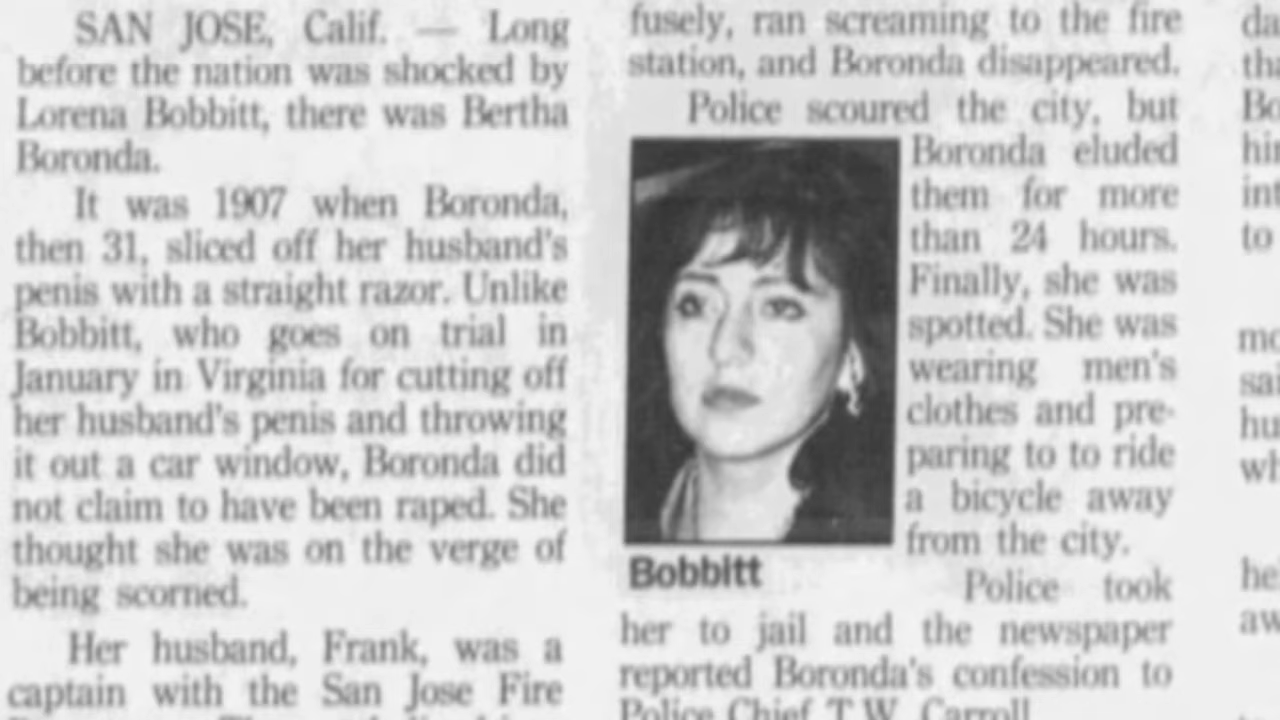 SAN JOSE, Calif. — Long
before the nation was shocked by
Lorena Bobbitt, there was Bertha
Boronda.
It was 1907 when Boronda,
then 31, sliced off her husband's
penis with a straight razor. Unlike
Bobbitt, who goes on trial in
January in Virginia for cutting off
her husband's penis and throwing
it out a car window, Boronda did
not claim to have been raped. She
thought she was on the verge of
being scorned.
Her husband, Frank, was a
captain with the San Jose Fire
fusely, ran screaming to the fire
station, and Boronda disappeared.
Police scoured the city, but
Boronda eluded
them for more
than 24 hours.
Finally, she was
spotted. She was
wearing men's
clothes and pre-
paring to to ride
a bicycle away
from the city.
Bobbitt
Police took
her to jail and the newspaper
reported Boronda's confession to
Police Chief T.W. Carroll